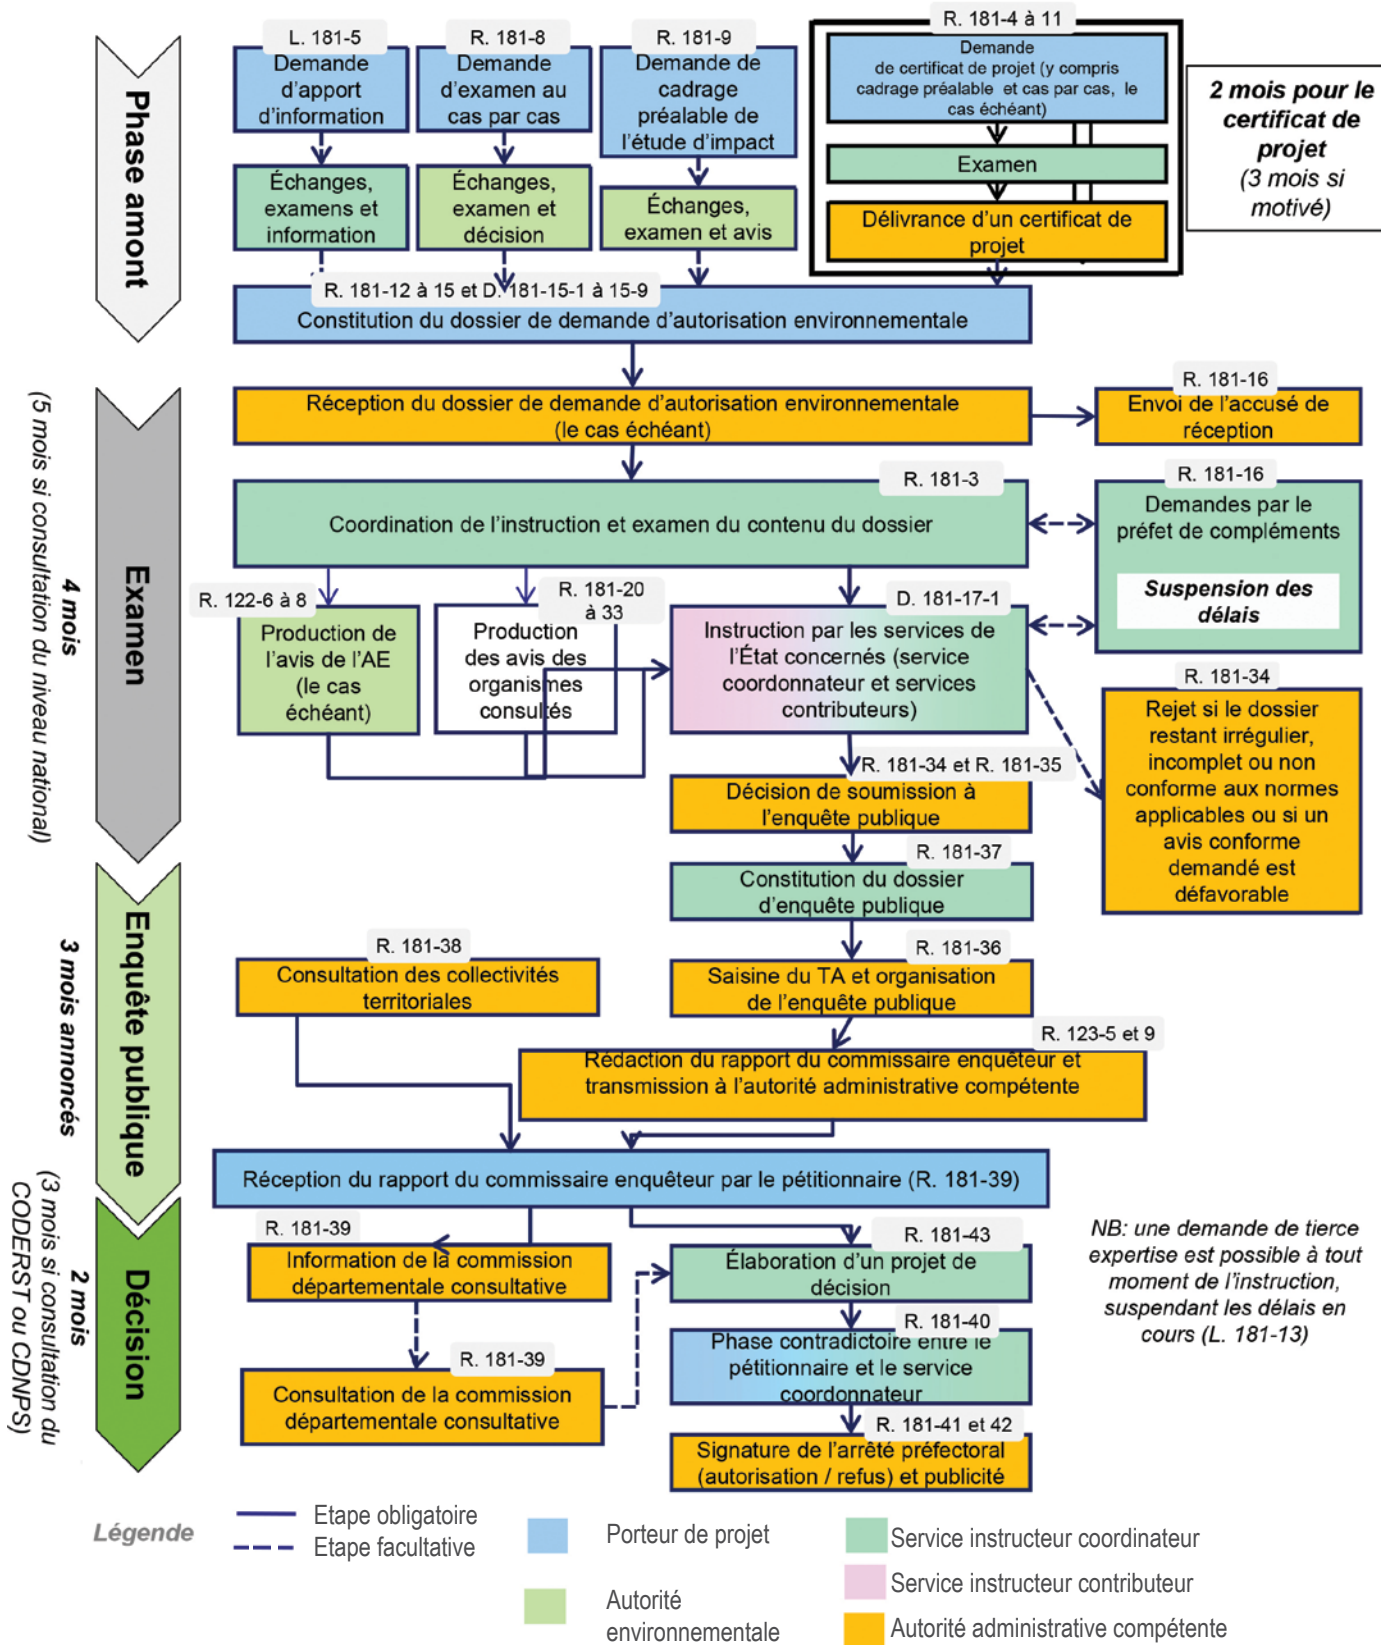 Phase amont
L. 181-5
Demande
d'apport
d'information
Échanges,
examens et
information
R. 181-8
Demande
d'examen au
cas par cas
Échanges,
examen et
décision
R. 181-9
Demande de
cadrage
préalable de
l'étude d'impact
Échanges,
examen et avis
R. 181-4 à 11
Demande
de certificat de projet (y compris
cadrage préalable et cas par cas, le
cas échéant)
Examen
Délivrance d'un certificat de
projet
2 mois pour le
certificat de
projet
(3 mois si
motivé)
R. 181-12 à 15 et D. 181-15-1 à 15-9
Constitution du dossier de demande d'autorisation environnementale
Examen
4 mois
(5 mois si consultation du niveau national)
Réception du dossier de demande d'autorisation environnementale
(le cas échéant)
R. 181-16
Envoi de l'accusé de
réception
R. 181-3
Coordination de l'instruction et examen du contenu du dossier
R. 181-16
Demandes par le
préfet de compléments
Suspension des
délais
R. 122-6 à 8
Production de
l'avis de l'AE
(le cas
échéant)
R. 181-20
à 33
Production
des avis des
organismes
consultés
D. 181-17-1
Instruction par les services de
l'État concernés (service
coordonnateur et services
contributeurs)
R. 181-34
Rejet si le dossier
restant irrégulier,
incomplet ou non
conforme aux normes
applicables ou si un
avis conforme
demandé est
défavorable
R. 181-34 et R. 181-35
Décision de soumission à
l'enquête publique
Enquête publique
3 mois annoncés
R. 181-37
Constitution du dossier
d'enquête publique
R. 181-38
Consultation des collectivités
territoriales
R. 181-36
Saisine du TA et organisation
de l'enquête publique
R. 123-5 et 9
Rédaction du rapport du commissaire enquêteur et
transmission à l'autorité administrative compétente
Réception du rapport du commissaire enquêteur par le pétitionnaire (R. 181-39)
Décision
2 mois
(3 mois si consultation du
CODERST ou CDNPS)
R. 181-39
Information de la commission
départementale consultative
R. 181-43
Élaboration d'un projet de
décision
NB: une demande de tierce
expertise est possible à tout
moment de l'instruction,
suspendant les délais en
cours (L. 181-13)
R. 181-39
Consultation de la commission
départementale consultative
R. 181-40
Phase contradictoire entre le
pétitionnaire et le service
coordonnateur
R. 181-41 et 42
Signature de l'arrêté préfectoral
(autorisation / refus) et publicité
Légende
Etape obligatoire
Etape facultative
Porteur de projet
Autorité
environnementale
Service instructeur coordinateur
Service instructeur contributeur
Autorité administrative compétente